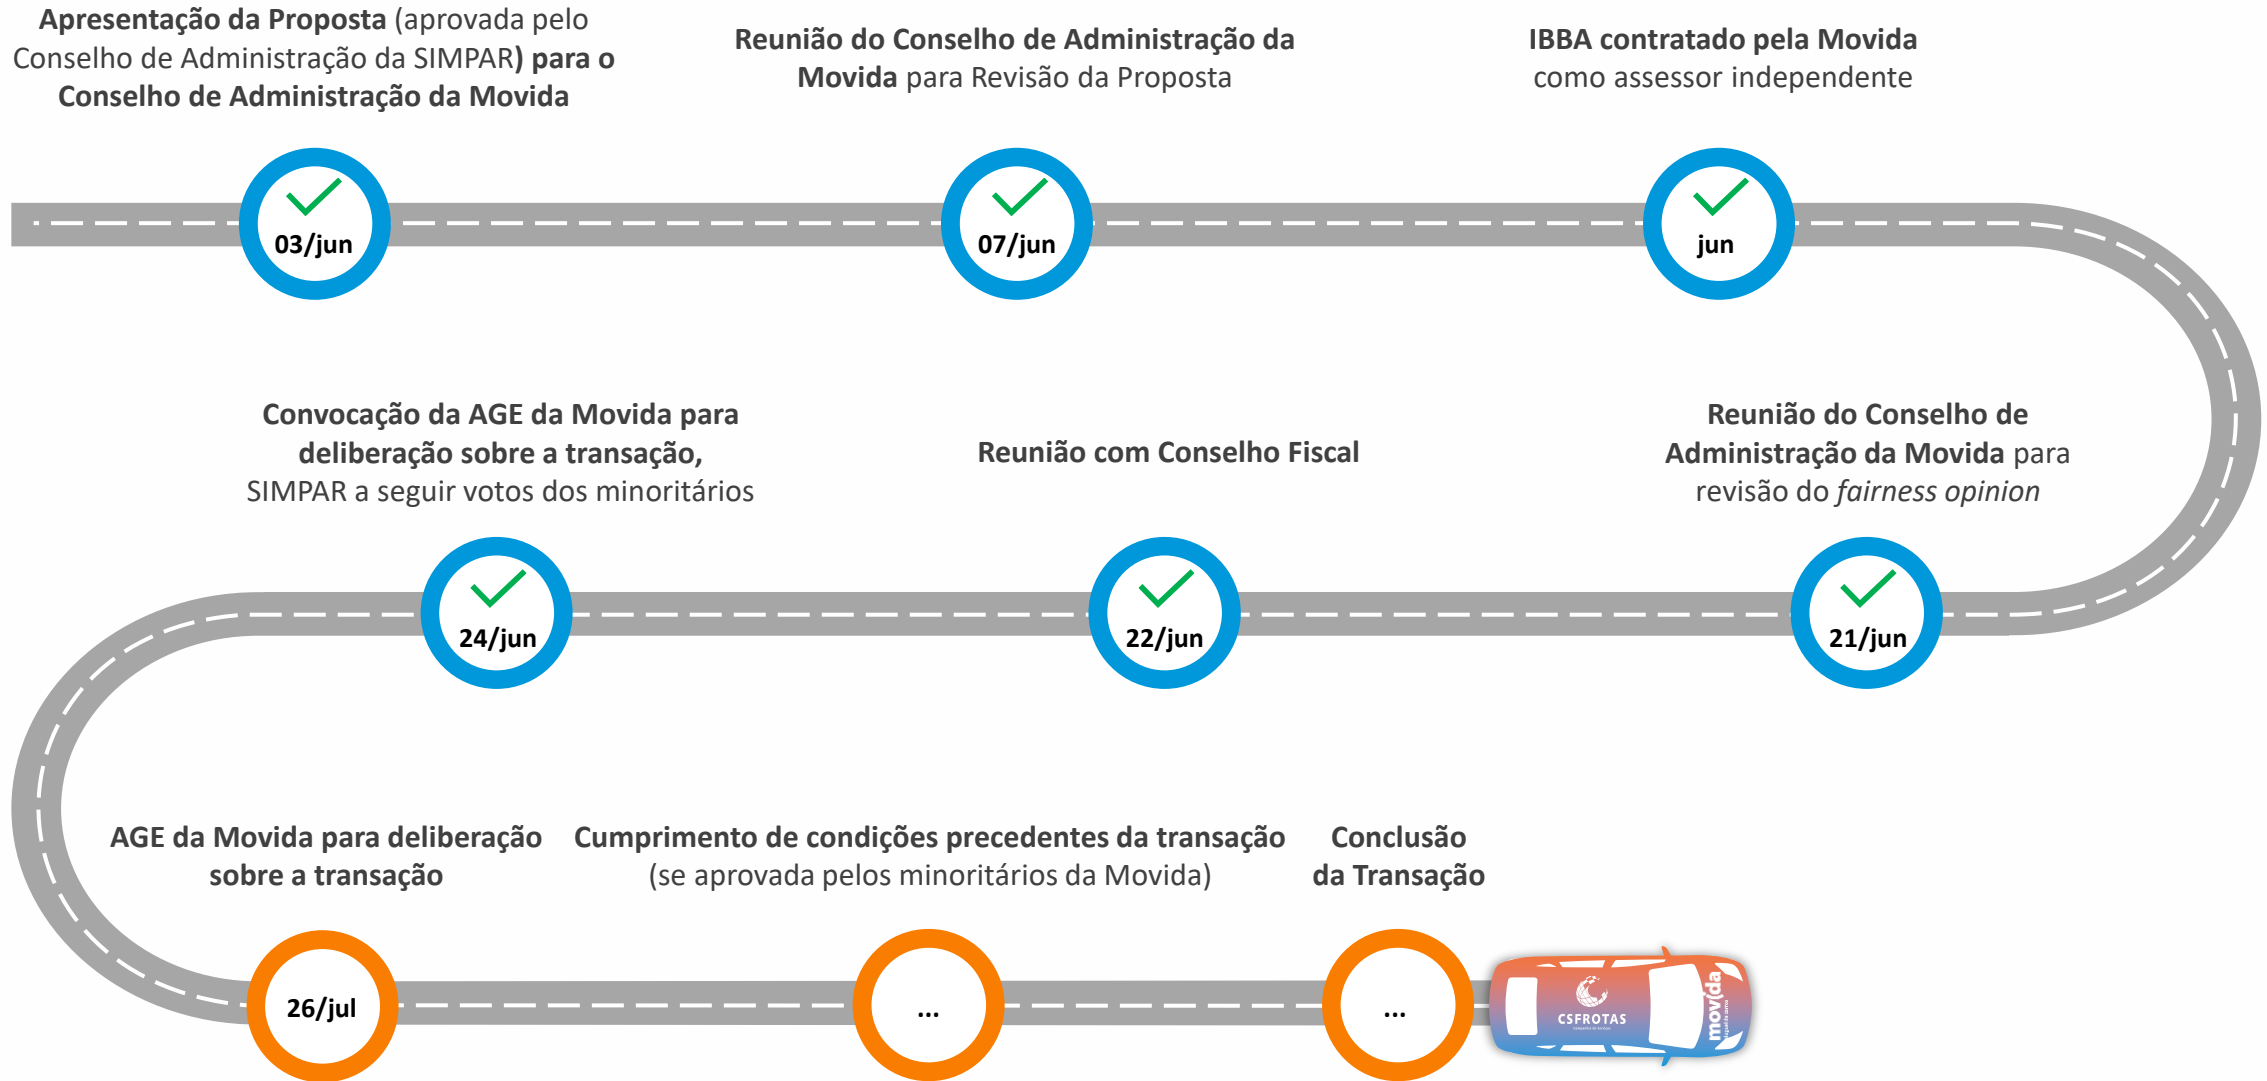 Apresentação da Proposta (aprovada pelo
Conselho de Administração da SIMPAR) para o
Conselho de Administração da Movida
03/jun
Reunião do Conselho de Administração da
Movida para Revisão da Proposta
07/jun
IBBA contratado pela Movida
como assessor independente
jun
Reunião do Conselho de
Administração da Movida para
revisão do fairness opinion
21/jun
Reunião com Conselho Fiscal
22/jun
Convocação da AGE da Movida para
deliberação sobre a transação,
SIMPAR a seguir votos dos minoritários
24/jun
AGE da Movida para deliberação
sobre a transação
26/jul
Cumprimento de condições precedentes da transação
(se aprovada pelos minoritários da Movida)
...
Conclusão
da Transação
...
CSFROTAS
movida